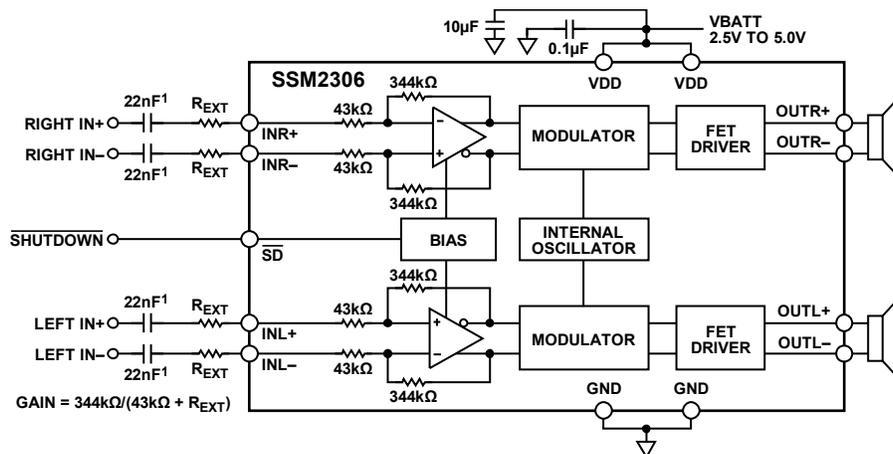 10µF
0.1µF
VBATT
2.5V TO 5.0V
SSM2306
VDD
VDD
22nF1
REXT
344kΩ
43kΩ
RIGHT IN+
INR+
MODULATOR
FET
DRIVER
OUTR+
RIGHT IN–
INR–
OUTR–
22nF1
REXT
43kΩ
344kΩ
SHUTDOWN
SD
BIAS
INTERNAL
OSCILLATOR
344kΩ
22nF1
REXT
43kΩ
LEFT IN+
INL+
MODULATOR
FET
DRIVER
OUTL+
LEFT IN–
INL–
OUTL–
22nF1
REXT
43kΩ
344kΩ
GND
GND
GAIN = 344kΩ/(43kΩ + REXT)